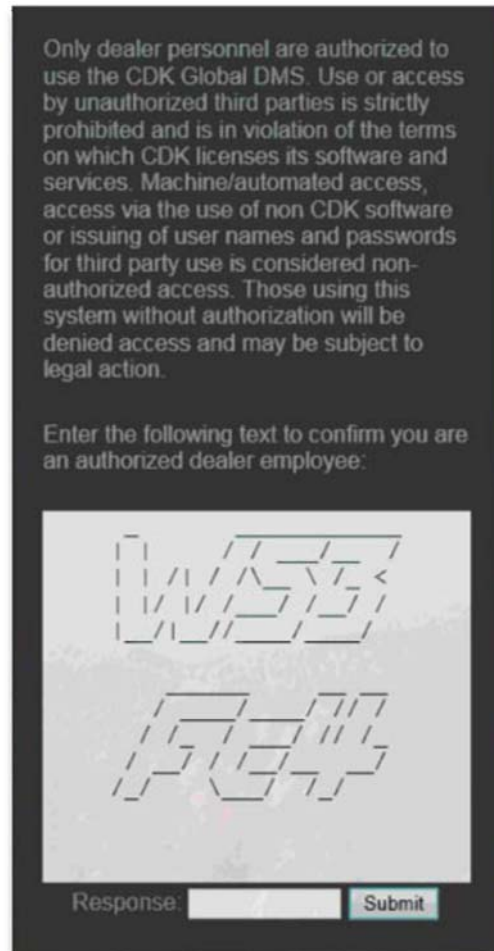 Only dealer personnel are authorized to
use the CDK Global DMS. Use or access
by unauthorized third parties is strictly
prohibited and is in violation of the terms
on which CDK licenses its software and
services. Machine/automated access,
access via the use of non CDK software
or issuing of user names and passwords
for third party use is considered non-
authorized access. Those using this
system without authorization will be
denied access and may be subject to
legal action.
Enter the following text to confirm you are
an authorized dealer employee:
WS3
Response:
Submit